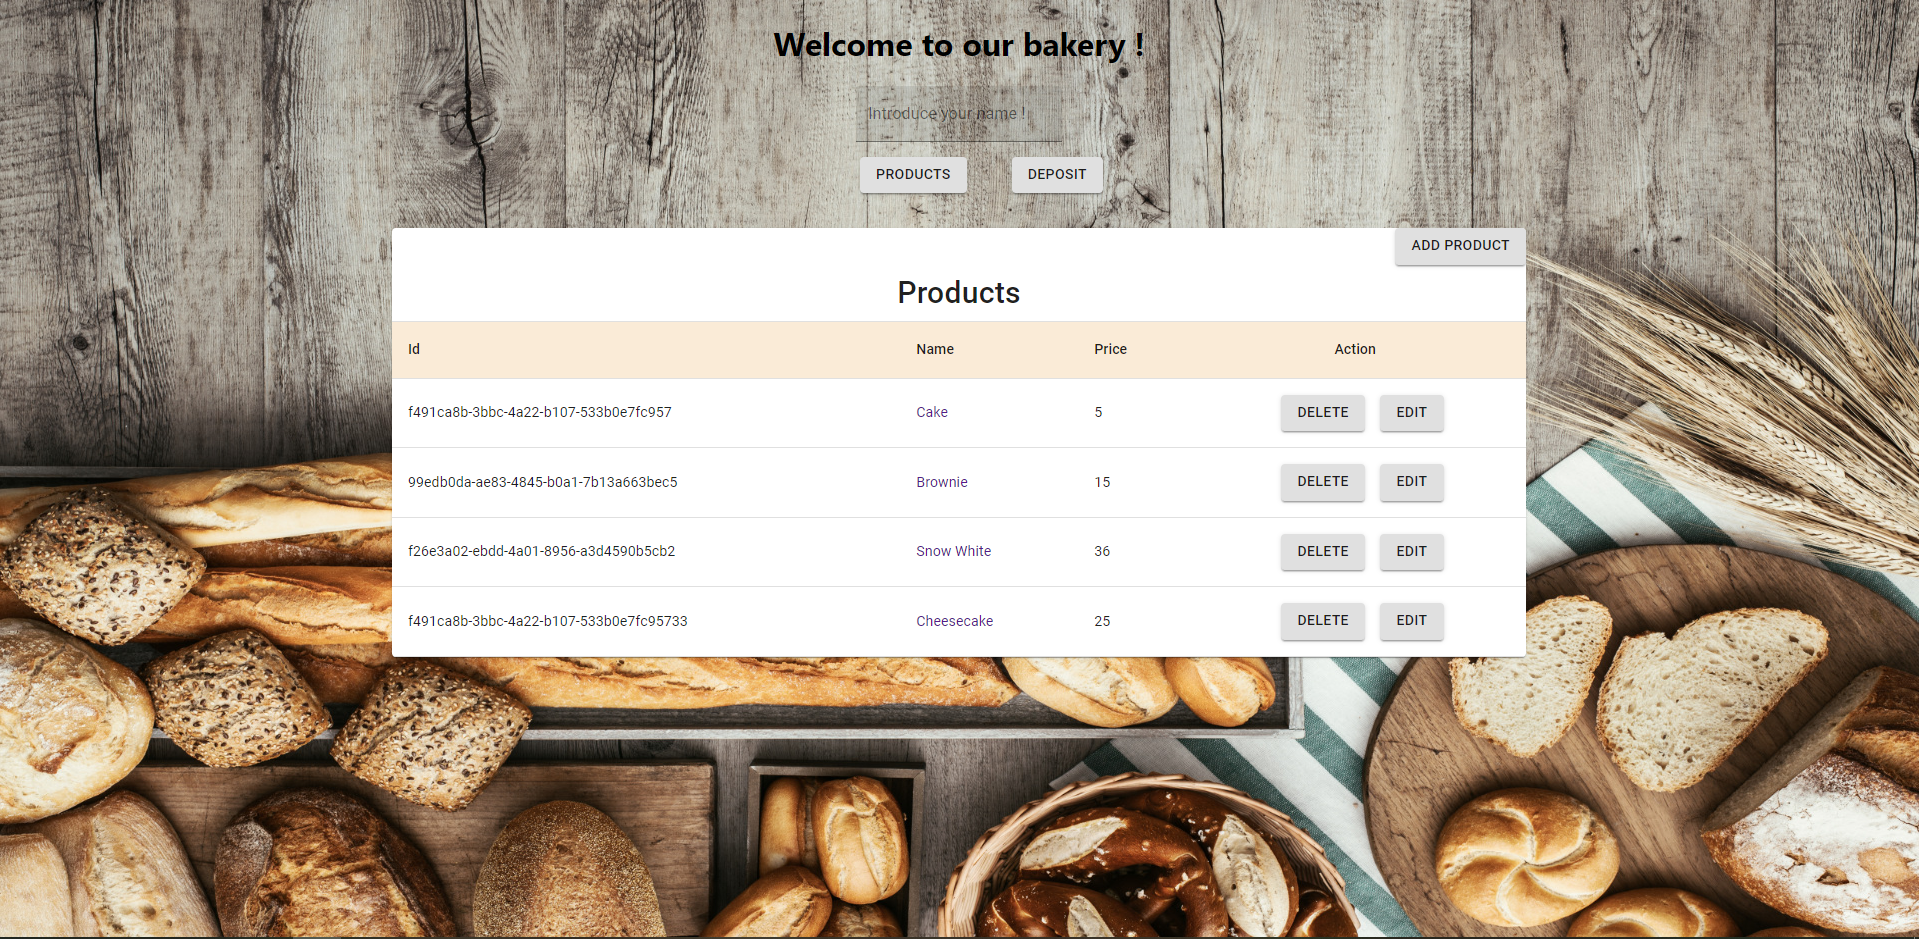 Welcome to our bakery !
Introduce your name !
PRODUCTS DEPOSIT
ADD PRODUCT
Products
Id Name Price Action
f491ca8b-3bbc-4a22-b107-533b0e7fc957 Cake 5 DELETE EDIT
99edb0da-ae83-4845-b0a1-7b13a663bec5 Brownie 15 DELETE EDIT
f26e3a02-ebdd-4a01-8956-a3d4590b5cb2 Snow White 36 DELETE EDIT
f491ca8b-3bbc-4a22-b107-533b0e7fc95733 Cheesecake 25 DELETE EDIT